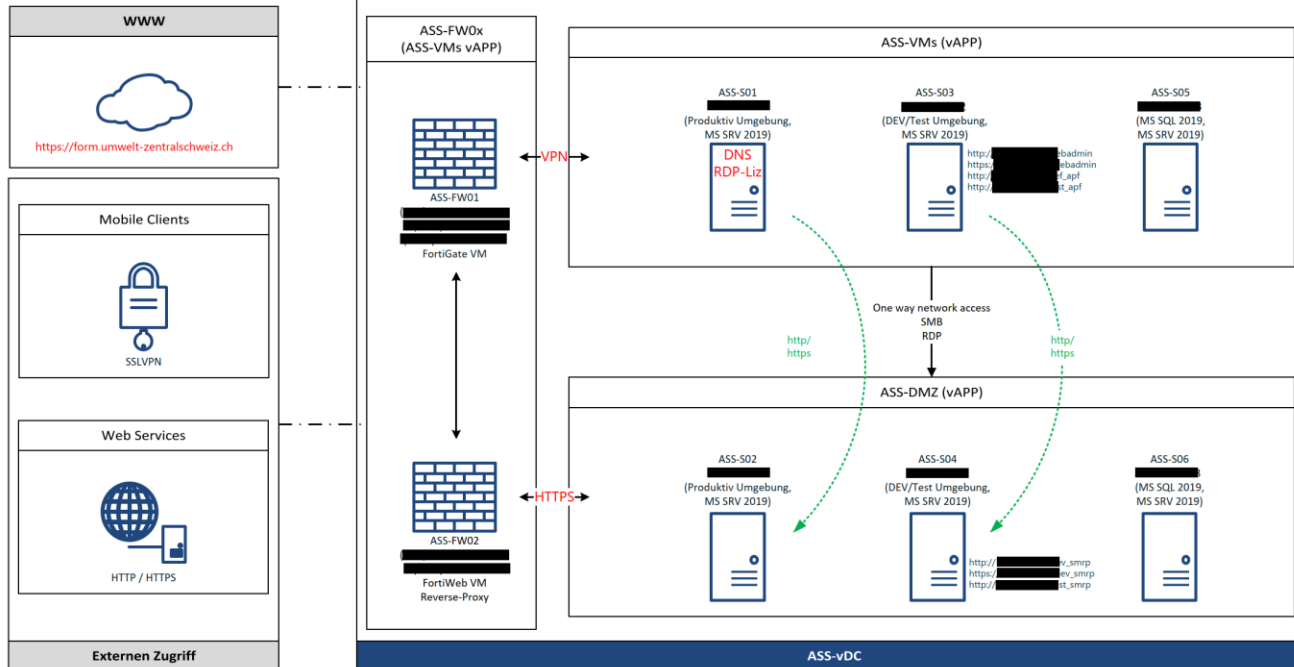 WWW
https://form.umwelt-zentralschweiz.ch
Mobile Clients
SSLVPN
Web Services
HTTP / HTTPS
Externen Zugriff
ASS-FW0x
(ASS-VMs vAPP)
ASS-FW01
FortiGate VM
ASS-FW02
FortiWeb VM
Reverse-Proxy
VPN
HTTPS
ASS-VMs (vAPP)
ASS-S01
(Produktiv Umgebung,
MS SRV 2019)
DNS
RDP-Liz
ASS-S03
(DEV/Test Umgebung,
MS SRV 2019)
http:/ ebadmin
https:/ ebadmin
http:/ ef_apf
http:/ st_apf
ASS-S05
(MS SQL 2019,
MS SRV 2019)
http/
https
One way network access
SMB
RDP
http/
https
ASS-DMZ (vAPP)
ASS-S02
(Produktiv Umgebung,
MS SRV 2019)
ASS-S04
(DEV/Test Umgebung,
MS SRV 2019)
http:/ ev_smrp
https:/ ev_smrp
http:/ st_smrp
ASS-S06
(MS SQL 2019,
MS SRV 2019)
ASS-vDC